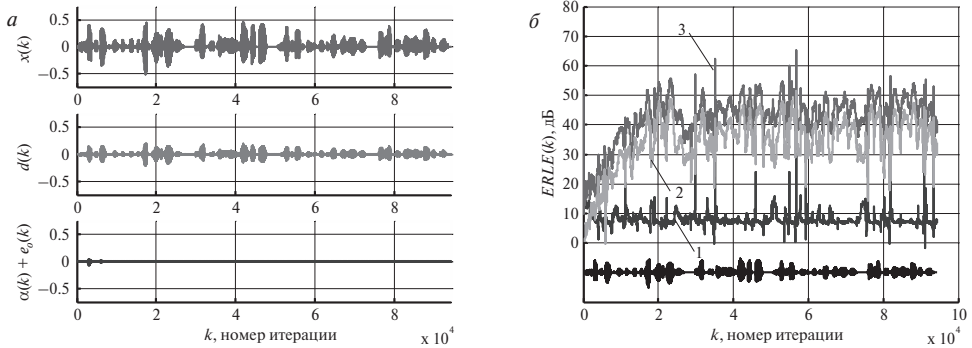 а
x(k)
0.5
0
−0.5
0 2 4 6 8
d(k)
0.5
0
−0.5
0 2 4 6 8
α(k) + eₒ(k)
0.5
0
−0.5
0 2 4 6 8
k, номер итерации
x 10⁴
б
ERLE(k), дБ
80
70
60
50
40
30
20
10
0
3
2
1
0 2 4 6 8 10
k, номер итерации
x 10⁴